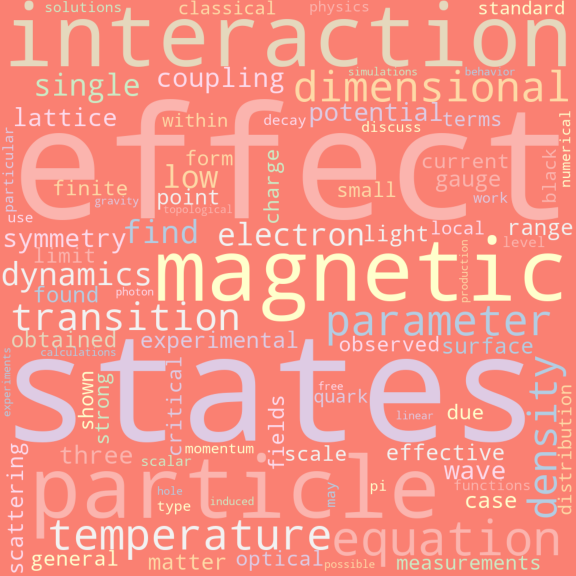 solutions classical physics standard
interaction
single coupling simulations behavior
dimensional
lattice within decay potential terms
discuss numerical
effect
particular
form low charge current black
finite point small gauge
gravity topological work
use
symmetry find electron light local range
limit level
dynamics magnetic production
found photon
transition parameter
obtained experimental observed surface
calculations
experiments
states
free
quark
linear
shown strong critical fields due density distribution
momentum
three scalar scale effective
scattering wave
particle
hole type induced may pi case functions
temperature equation
general matter optical possible measurements